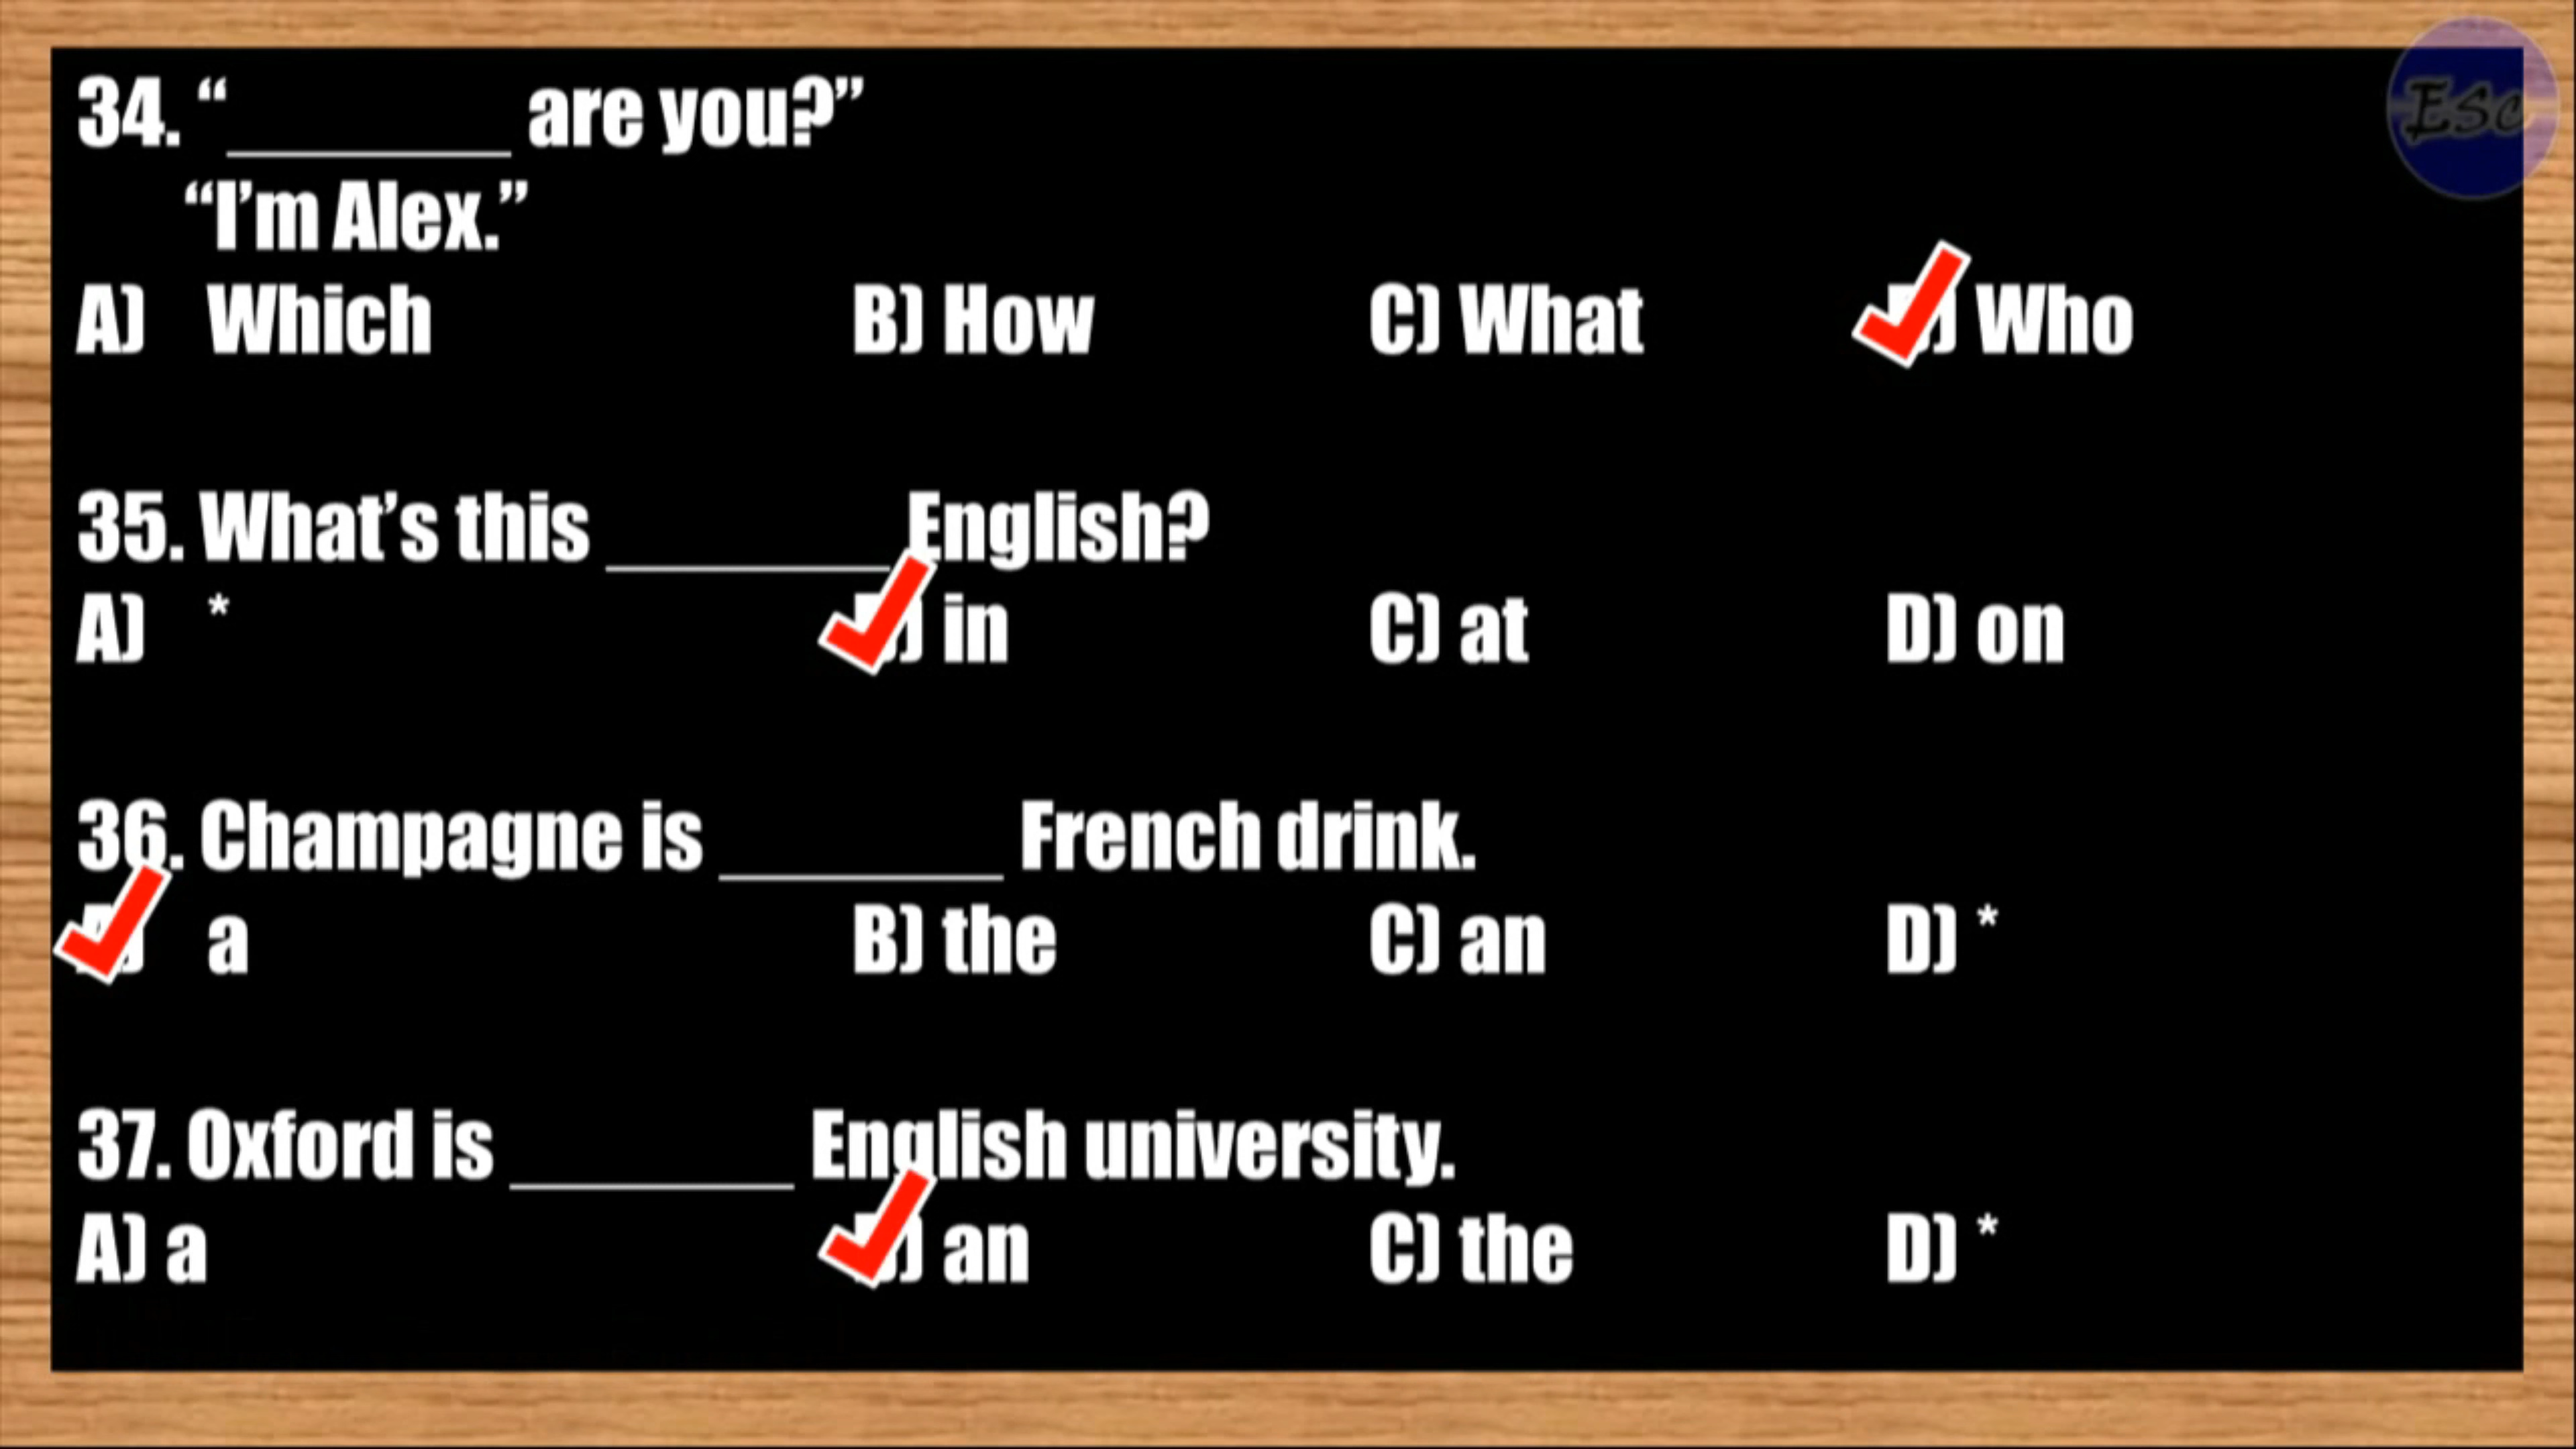 34. “________ are you?”
“I’m Alex.”
A) Which B) How C) What D) Who
35. What’s this ________ English?
A) * B) in C) at D) on
36. Champagne is ________ French drink.
A) a B) the C) an D) *
37. Oxford is ________ English university.
A) a B) an C) the D) *
Esc